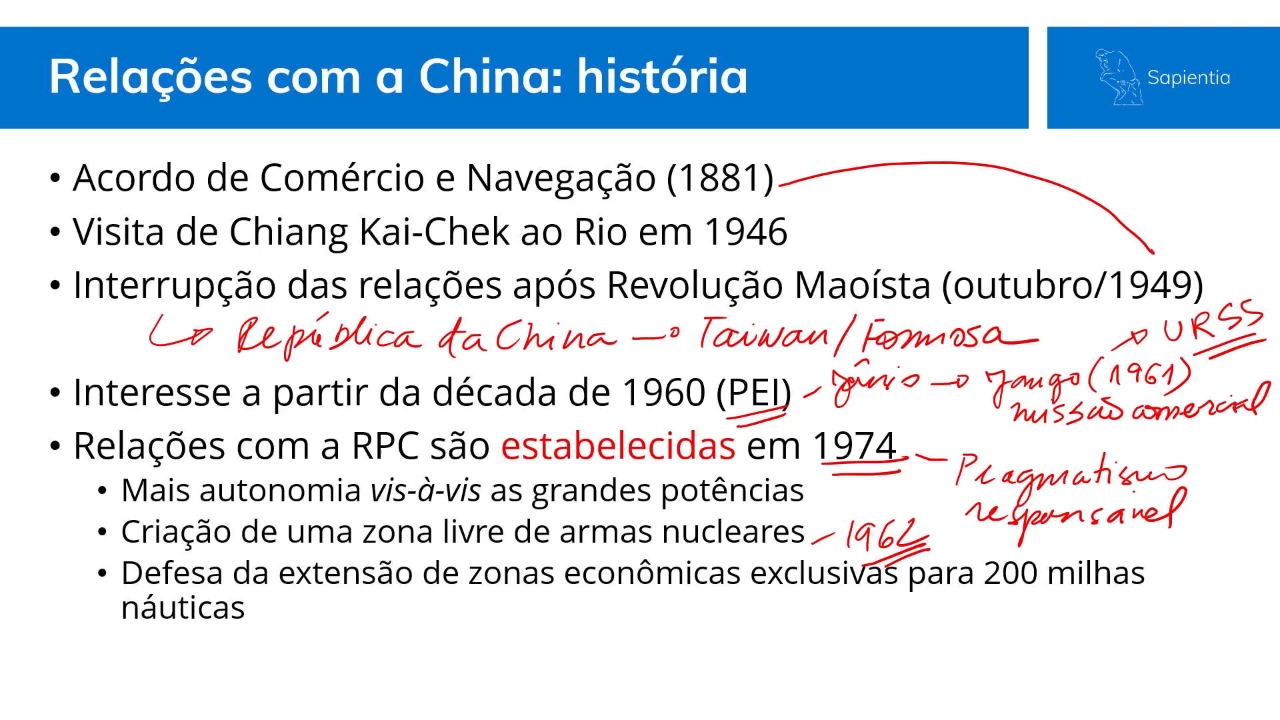 Relações com a China: história
Sapientia
• Acordo de Comércio e Navegação (1881)
• Visita de Chiang Kai-Chek ao Rio em 1946
• Interrupção das relações após Revolução Maoísta (outubro/1949)
República da China → Taiwan/Formosa
→ URSS
• Interesse a partir da década de 1960 (PEI) - Jânio → Jango (1961)
missão comercial
• Relações com a RPC são estabelecidas em 1974 - Pragmatismo
responsável
• Mais autonomia vis-à-vis as grandes potências
• Criação de uma zona livre de armas nucleares - 1962
• Defesa da extensão de zonas econômicas exclusivas para 200 milhas
náuticas